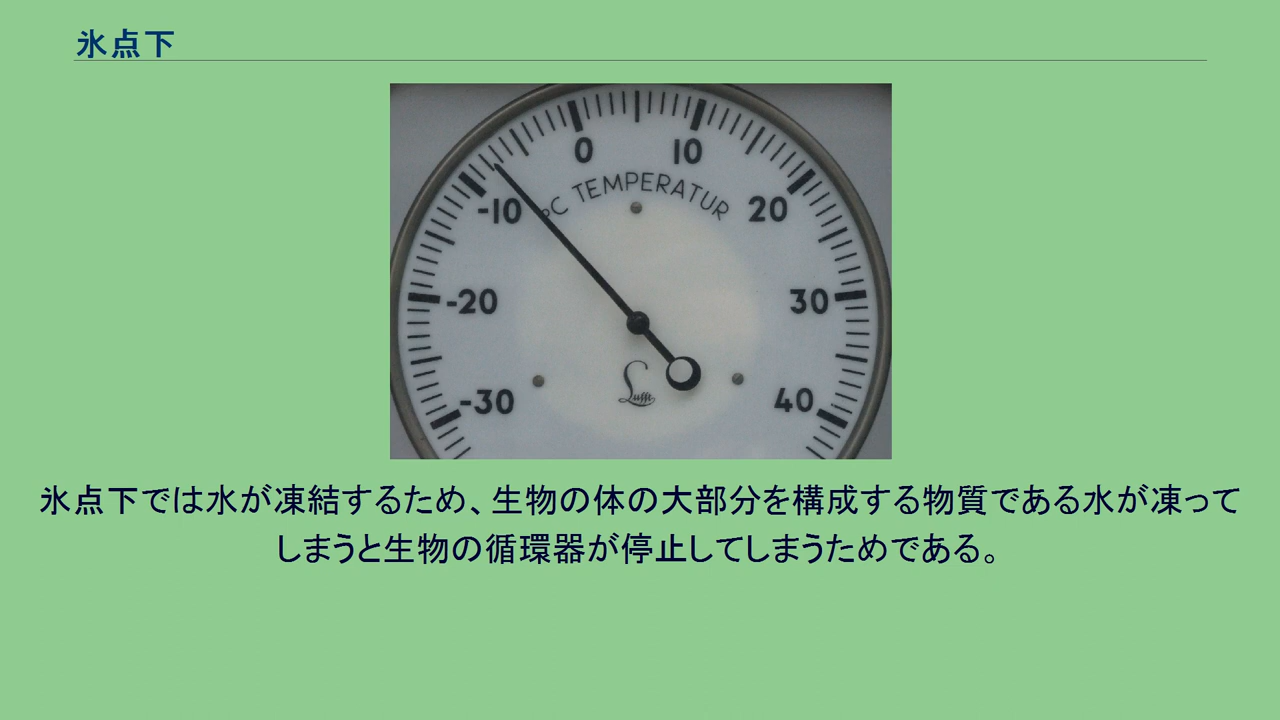 氷点下
0 10
°C TEMPERATUR
-10 20
-20 30
Lufft
-30 40
氷点下では水が凍結するため、生物の体の大部分を構成する物質である水が凍って
しまうと生物の循環器が停止してしまうためである。